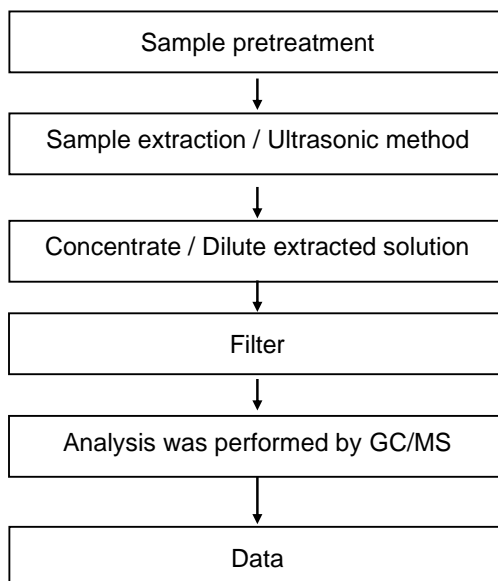 Sample pretreatment
Sample extraction / Ultrasonic method
Concentrate / Dilute extracted solution
Filter
Analysis was performed by GC/MS
Data